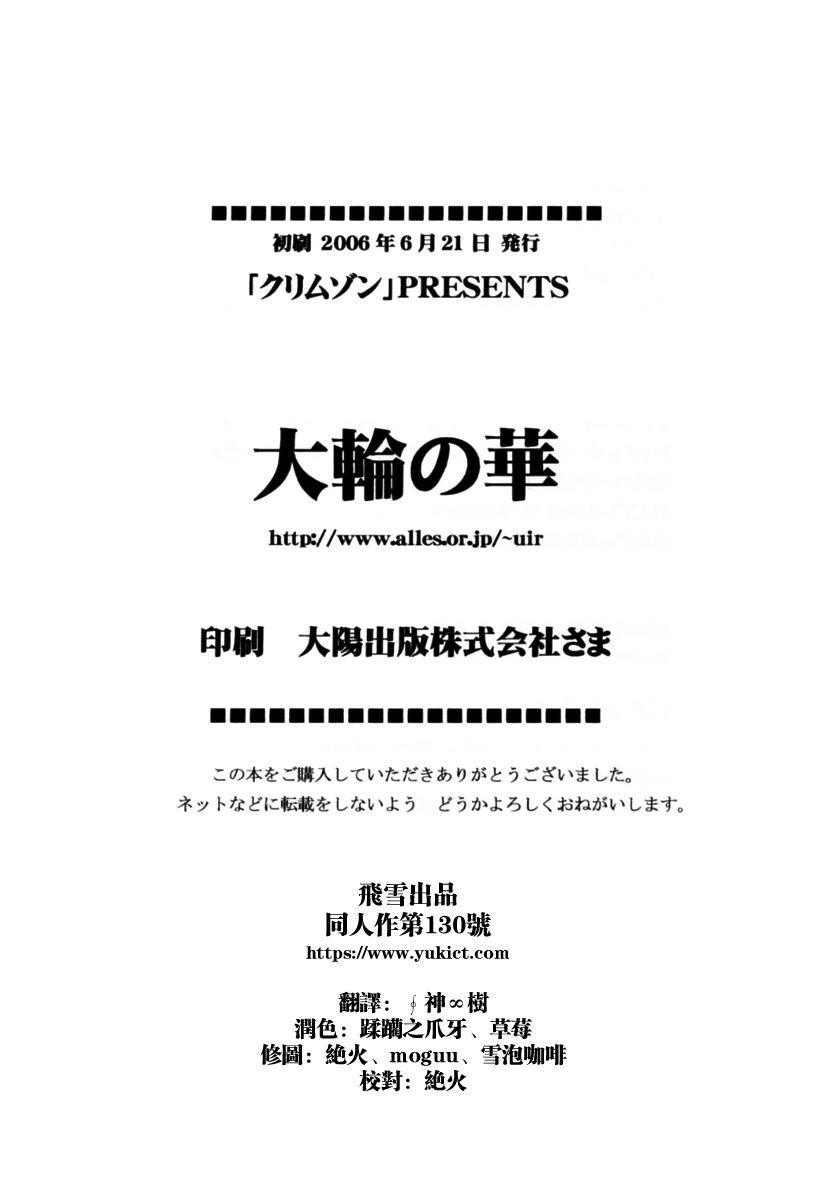 初刷 2006年6月21日 発行
「クリムゾン」PRESENTS
大輪の華
http://www.alles.or.jp/~uir
印刷　大陽出版株式会社さま
この本をご購入していただきありがとうございました。
ネットなどに転載をしないよう　どうかよろしくおねがいします。
飛雪出品
同人作第130號
https://www.yukict.com
翻譯：∮神∞樹
潤色：蹂躪之爪牙、草莓
修圖：絕火、moguu、雪泡咖啡
校對：絕火